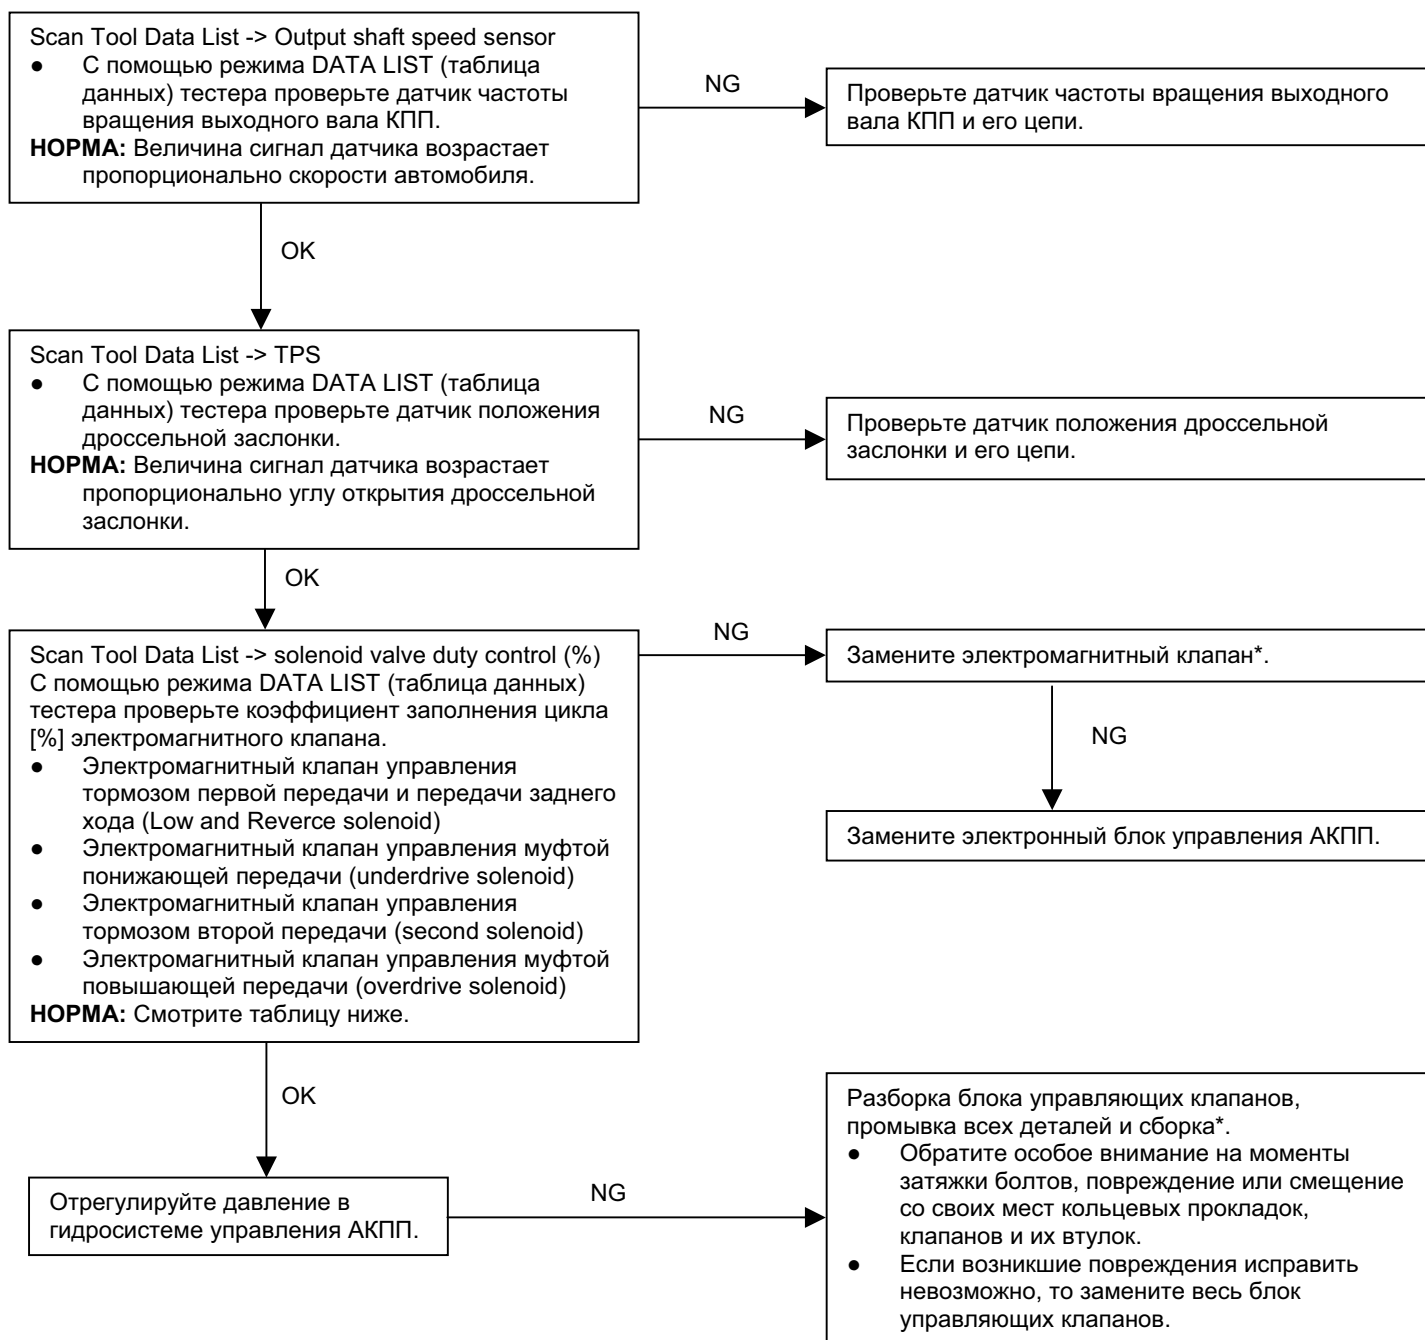 Scan Tool Data List -> Output shaft speed sensor
● С помощью режима DATA LIST (таблица
данных) тестера проверьте датчик частоты
вращения выходного вала КПП.
НОРМА: Величина сигнал датчика возрастает
пропорционально скорости автомобиля.
NG
Проверьте датчик частоты вращения выходного
вала КПП и его цепи.
OK
Scan Tool Data List -> TPS
● С помощью режима DATA LIST (таблица
данных) тестера проверьте датчик положения
дроссельной заслонки.
НОРМА: Величина сигнал датчика возрастает
пропорционально углу открытия дроссельной
заслонки.
NG
Проверьте датчик положения дроссельной
заслонки и его цепи.
OK
Scan Tool Data List -> solenoid valve duty control (%)
С помощью режима DATA LIST (таблица данных)
тестера проверьте коэффициент заполнения цикла
[%] электромагнитного клапана.
● Электромагнитный клапан управления
тормозом первой передачи и передачи заднего
хода (Low and Reverce solenoid)
● Электромагнитный клапан управления муфтой
понижающей передачи (underdrive solenoid)
● Электромагнитный клапан управления
тормозом второй передачи (second solenoid)
● Электромагнитный клапан управления муфтой
повышающей передачи (overdrive solenoid)
НОРМА: Смотрите таблицу ниже.
NG
Замените электромагнитный клапан*.
NG
Замените электронный блок управления АКПП.
OK
Отрегулируйте давление в
гидросистеме управления АКПП.
NG
Разборка блока управляющих клапанов,
промывка всех деталей и сборка*.
● Обратите особое внимание на моменты
затяжки болтов, повреждение или смещение
со своих мест кольцевых прокладок,
клапанов и их втулок.
● Если возникшие повреждения исправить
невозможно, то замените весь блок
управляющих клапанов.